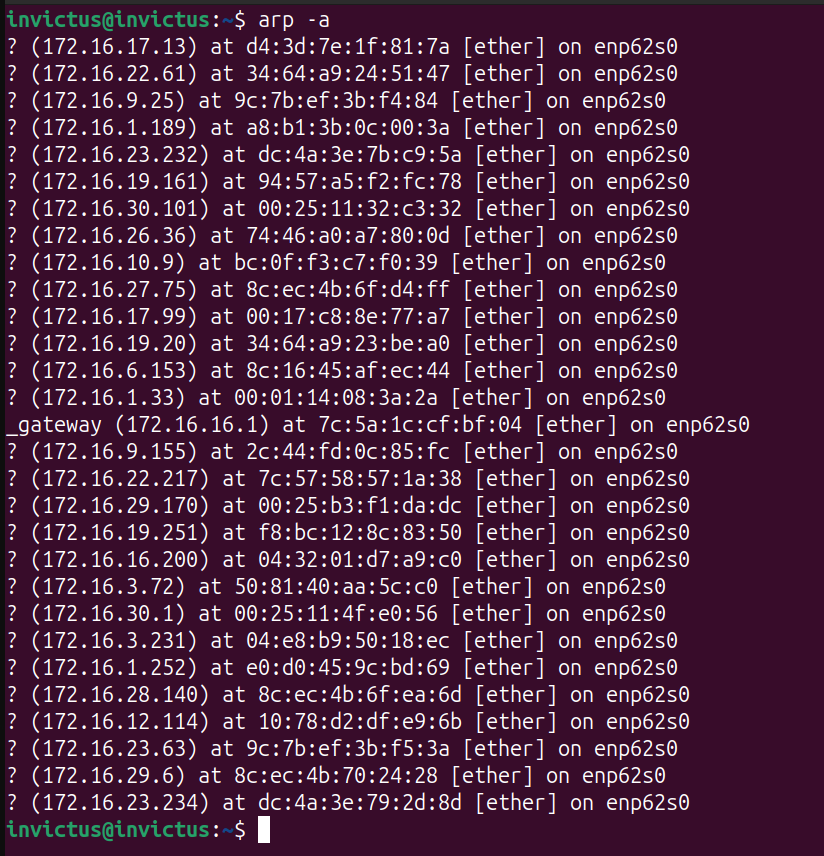 invictus@invictus:~$ arp -a
? (172.16.17.13) at d4:3d:7e:1f:81:7a [ether] on enp62s0
? (172.16.22.61) at 34:64:a9:24:51:47 [ether] on enp62s0
? (172.16.9.25) at 9c:7b:ef:3b:f4:84 [ether] on enp62s0
? (172.16.1.189) at a8:b1:3b:0c:00:3a [ether] on enp62s0
? (172.16.23.232) at dc:4a:3e:7b:c9:5a [ether] on enp62s0
? (172.16.19.161) at 94:57:a5:f2:fc:78 [ether] on enp62s0
? (172.16.30.101) at 00:25:11:32:c3:32 [ether] on enp62s0
? (172.16.26.36) at 74:46:a0:a7:80:0d [ether] on enp62s0
? (172.16.10.9) at bc:0f:f3:c7:f0:39 [ether] on enp62s0
? (172.16.27.75) at 8c:ec:4b:6f:d4:ff [ether] on enp62s0
? (172.16.17.99) at 00:17:c8:8e:77:a7 [ether] on enp62s0
? (172.16.19.20) at 34:64:a9:23:be:a0 [ether] on enp62s0
? (172.16.6.153) at 8c:16:45:af:ec:44 [ether] on enp62s0
? (172.16.1.33) at 00:01:14:08:3a:2a [ether] on enp62s0
_gateway (172.16.16.1) at 7c:5a:1c:cf:bf:04 [ether] on enp62s0
? (172.16.9.155) at 2c:44:fd:0c:85:fc [ether] on enp62s0
? (172.16.22.217) at 7c:57:58:57:1a:38 [ether] on enp62s0
? (172.16.29.170) at 00:25:b3:f1:da:dc [ether] on enp62s0
? (172.16.19.251) at f8:bc:12:8c:83:50 [ether] on enp62s0
? (172.16.16.200) at 04:32:01:d7:a9:c0 [ether] on enp62s0
? (172.16.3.72) at 50:81:40:aa:5c:c0 [ether] on enp62s0
? (172.16.30.1) at 00:25:11:4f:e0:56 [ether] on enp62s0
? (172.16.3.231) at 04:e8:b9:50:18:ec [ether] on enp62s0
? (172.16.1.252) at e0:d0:45:9c:bd:69 [ether] on enp62s0
? (172.16.28.140) at 8c:ec:4b:6f:ea:6d [ether] on enp62s0
? (172.16.12.114) at 10:78:d2:df:e9:6b [ether] on enp62s0
? (172.16.23.63) at 9c:7b:ef:3b:f5:3a [ether] on enp62s0
? (172.16.29.6) at 8c:ec:4b:70:24:28 [ether] on enp62s0
? (172.16.23.234) at dc:4a:3e:79:2d:8d [ether] on enp62s0
invictus@invictus:~$